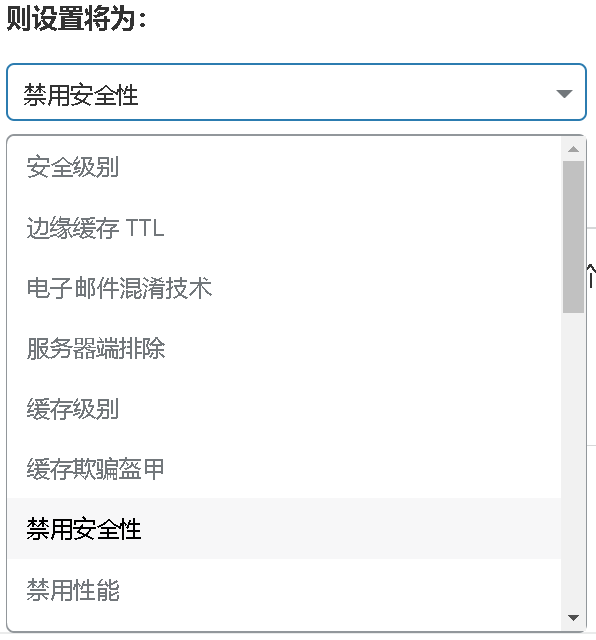 则设置将为：
禁用安全性
安全级别
边缘缓存 TTL
电子邮件混淆技术
服务器端排除
缓存级别
缓存欺骗盔甲
禁用安全性
禁用性能